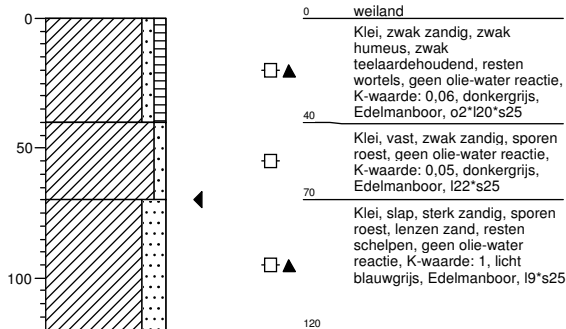 0
50
100
0 weiland
Klei, zwak zandig, zwak
humeus, zwak
teelaardehoudend, resten
wortels, geen olie-water reactie,
K-waarde: 0,06, donkergrijs,
Edelmanboor, o2*l20*s25
40
Klei, vast, zwak zandig, sporen
roest, geen olie-water reactie,
K-waarde: 0,05, donkergrijs,
Edelmanboor, l22*s25
70
Klei, slap, sterk zandig, sporen
roest, lenzen zand, resten
schelpen, geen olie-water
reactie, K-waarde: 1, licht
blauwgrijs, Edelmanboor, l9*s25
120